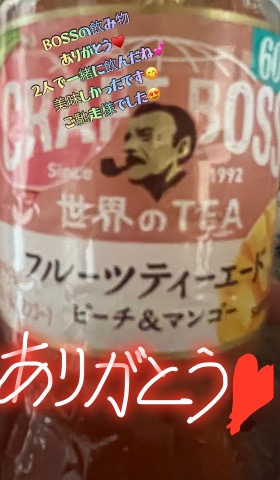 BOSSの飲み物
ありがとう❤️
2人で一緒に飲んだね💕
美味しかったです😋
ご馳走様でした😍
CRA
BOSS
Since
1992
世界のTEA
フルーツティーエード
ピーチ&マンゴー
ありがとう